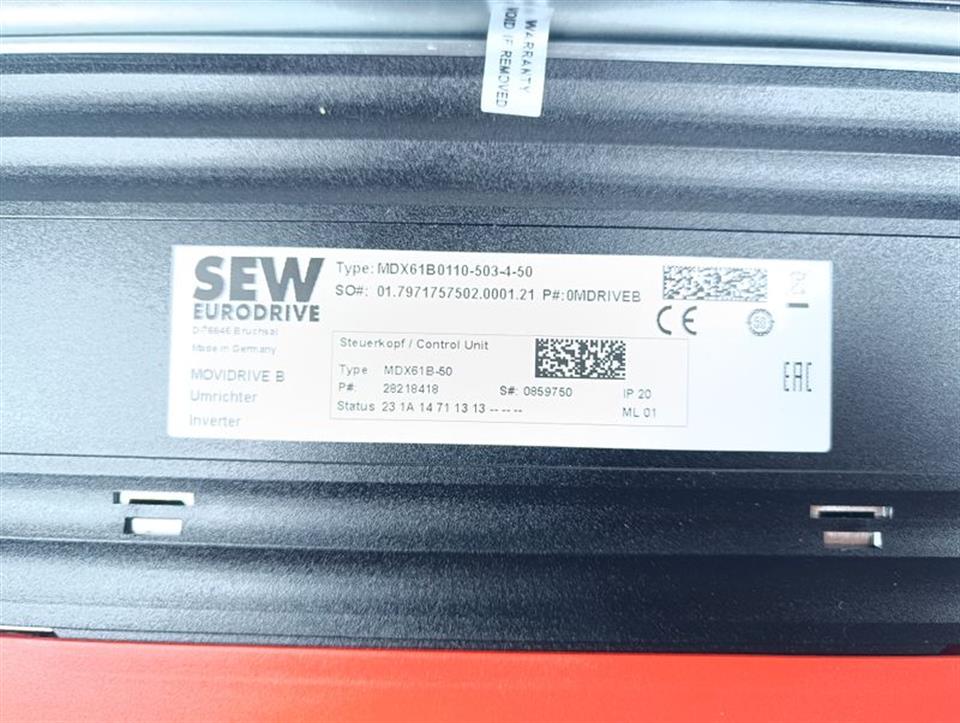 WARRANTY
VOID IF REMOVED
SEW
EURODRIVE
D-76646 Bruchsal
Made in Germany
MOVIDRIVE B
Umrichter
Inverter
Type: MDX61B0110-503-4-50
SO#: 01.7971757502.0001.21 P#:0MDRIVEB
CE
EAC
Steuerkopf / Control Unit
Type MDX61B-50
P#: 28218418 S#: 0859750 IP 20
Status 23 1A 14 71 13 13 -- -- -- ML 01